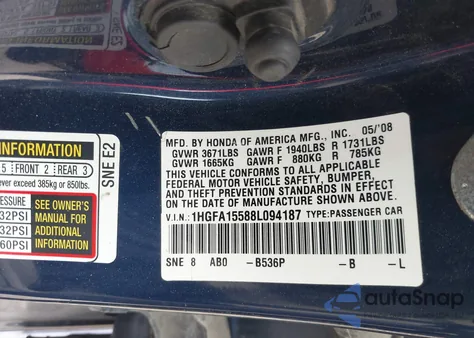 INFORMATION
5 FRONT 2 REAR 3
ever exceed 385kg or 850lbs.
SNE E2
SSURE
32PSI
32PSI
60PSI
SEE OWNER'S
MANUAL FOR
ADDITIONAL
INFORMATION
MFD. BY HONDA OF AMERICA MFG., INC. 05/'08
GVWR 3671LBS GAWR F 1940LBS R 1731LBS
GVWR 1665KG GAWR F 880KG R 785KG
THIS VEHICLE CONFORMS TO ALL APPLICABLE
FEDERAL MOTOR VEHICLE SAFETY, BUMPER,
AND THEFT PREVENTION STANDARDS IN EFFECT
ON THE DATE OF MANUFACTURE SHOWN ABOVE.
V.I.N.:1HGFA15588L094187 TYPE:PASSENGER CAR
SNE 8 AB0 -B536P -B -L
autoSnap